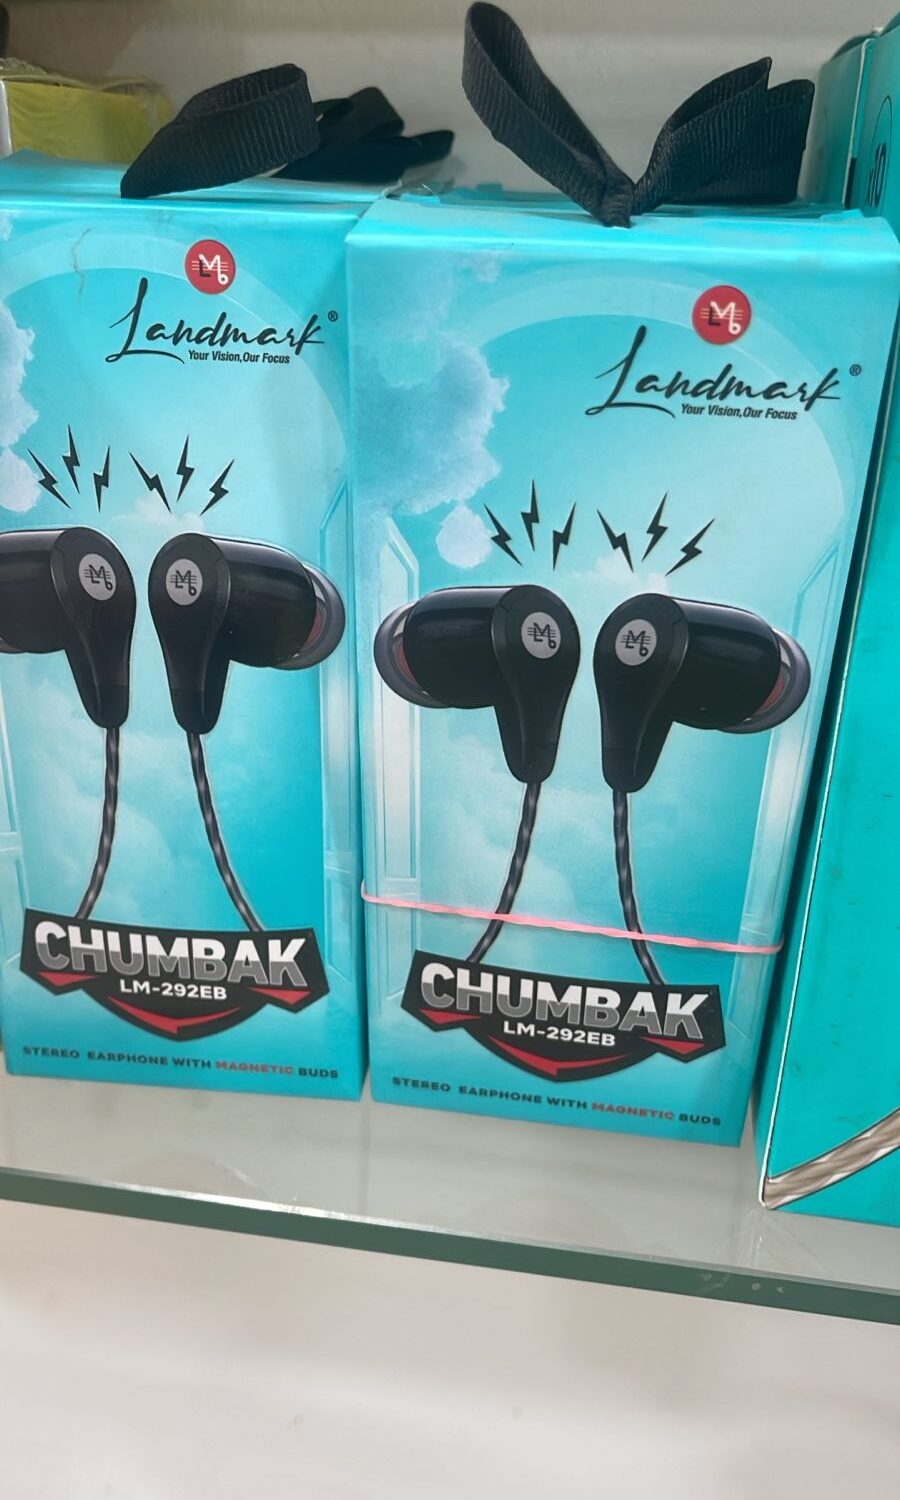 Landmark®
Your Vision,Our Focus
CHUMBAK
LM-292EB
STEREO EARPHONE WITH MAGNETIC BUDS
Landmark®
Your Vision,Our Focus
CHUMBAK
LM-292EB
STEREO EARPHONE WITH MAGNETIC BUDS